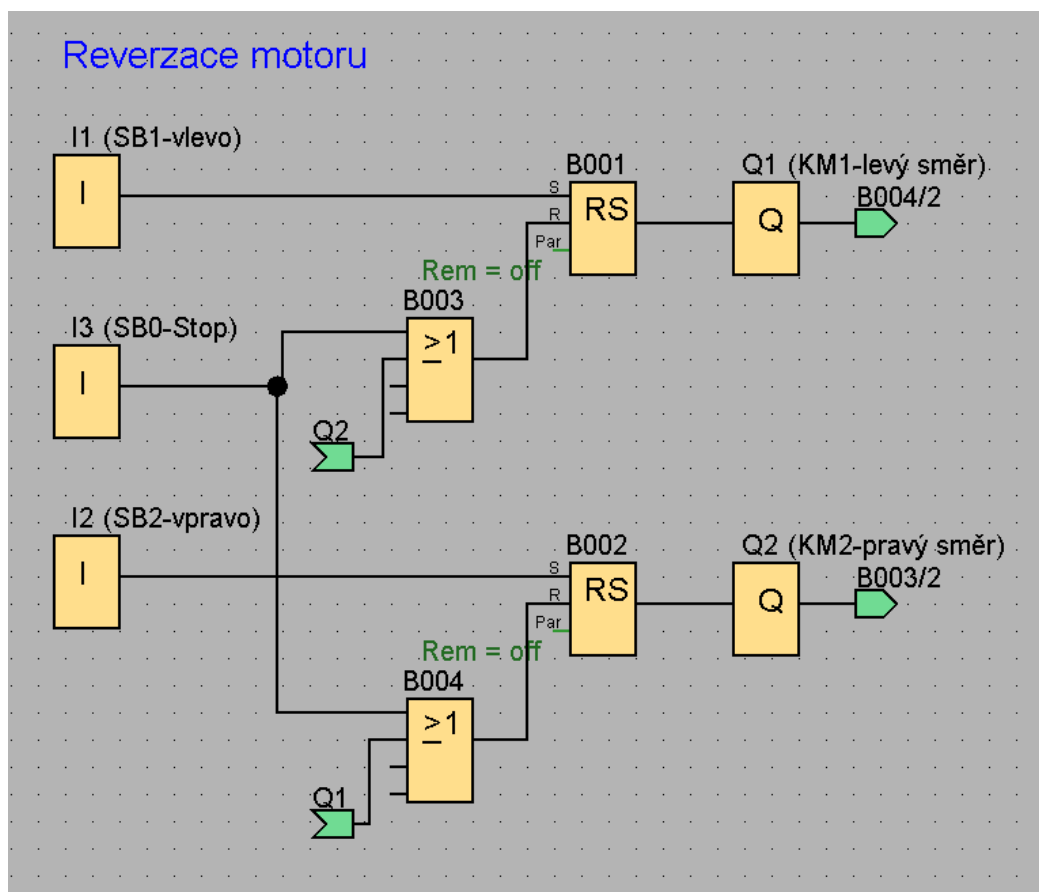 Reverzace motoru
I1 (SB1-vlevo)
I
B001
S
R
Par
RS
Q1 (KM1-levý směr)
B004/2
Q
Rem = off
I3 (SB0-Stop)
I
B003
≥1
Q2
I2 (SB2-vpravo)
I
B002
S
R
Par
RS
Q2 (KM2-pravý směr)
B003/2
Q
Rem = off
B004
≥1
Q1